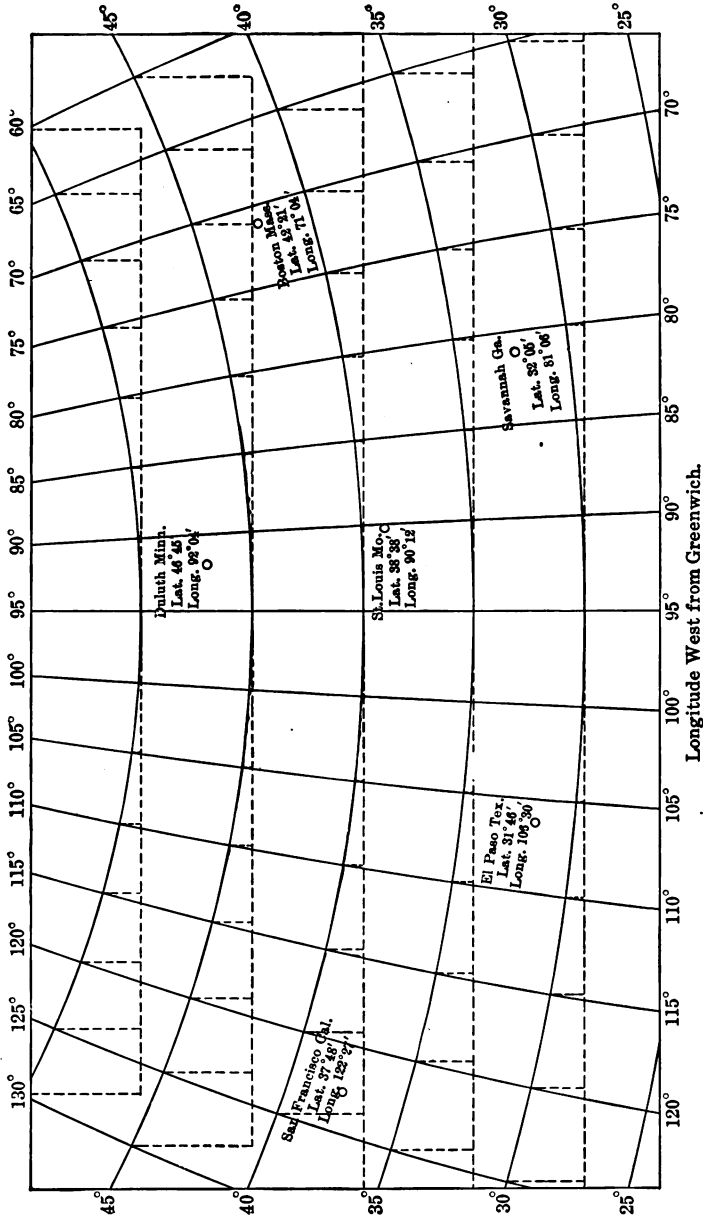 130° 125° 120° 115° 110° 105° 100° 95° 90° 85° 80° 75° 70° 65° 60°
45° 45°
Duluth Minn.
Lat. 46°45'
Long. 92°04'
40° 40°
Boston Mass.
Lat. 42°21'
Long. 71°04'
San Francisco Cal.
Lat. 37°48'
Long. 122°27'
St. Louis Mo.
Lat. 38°38'
Long. 90°12'
35° 35°
El Paso Tex.
Lat. 31°46'
Long. 106°30'
Savannah Ga.
Lat. 32°05'
Long. 81°06'
30° 30°
25° 25°
120° 115° 110° 105° 100° 95° 90° 85° 80° 75° 70°
Longitude West from Greenwich.